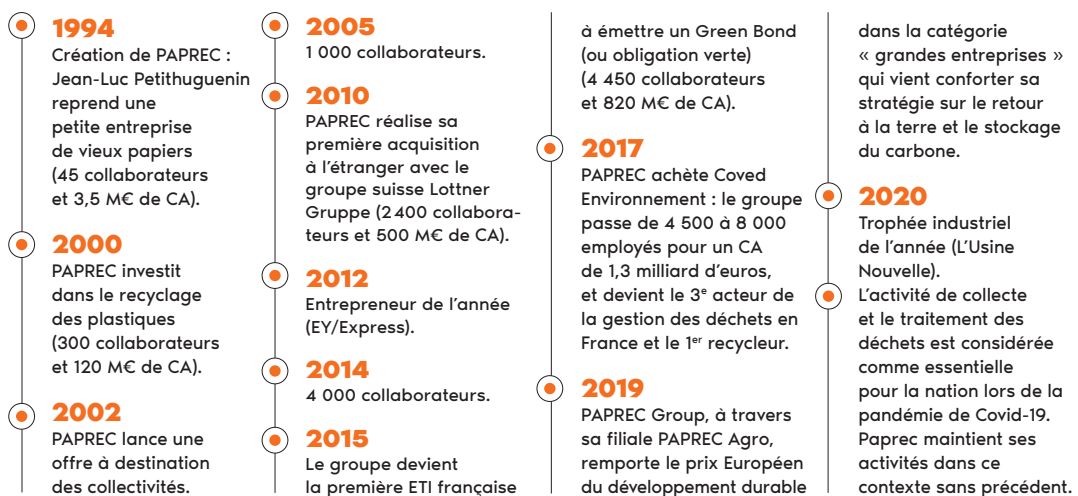 1994
Création de PAPREC :
Jean-Luc Petithuguenin
reprend une
petite entreprise
de vieux papiers
(45 collaborateurs
et 3,5 M€ de CA).
2000
PAPREC investit
dans le recyclage
des plastiques
(300 collaborateurs
et 120 M€ de CA).
2002
PAPREC lance une
offre à destination
des collectivités.
2005
1 000 collaborateurs.
2010
PAPREC réalise sa
première acquisition
à l'étranger avec le
groupe suisse Lottner
Gruppe (2 400 collabora-
teurs et 500 M€ de CA).
2012
Entrepreneur de l'année
(EY/Express).
2014
4 000 collaborateurs.
2015
Le groupe devient
la première ETI française
à émettre un Green Bond
(ou obligation verte)
(4 450 collaborateurs
et 820 M€ de CA).
2017
PAPREC achète Coved
Environnement : le groupe
passe de 4 500 à 8 000
employés pour un CA
de 1,3 milliard d'euros,
et devient le 3e acteur de
la gestion des déchets en
France et le 1er recycleur.
2019
PAPREC Group, à travers
sa filiale PAPREC Agro,
remporte le prix Européen
du développement durable
dans la catégorie
« grandes entreprises »
qui vient conforter sa
stratégie sur le retour
à la terre et le stockage
du carbone.
2020
Trophée industriel
de l'année (L'Usine
Nouvelle).
L'activité de collecte
et le traitement des
déchets est considérée
comme essentielle
pour la nation lors de la
pandémie de Covid-19.
Paprec maintient ses
activités dans ce
contexte sans précédent.